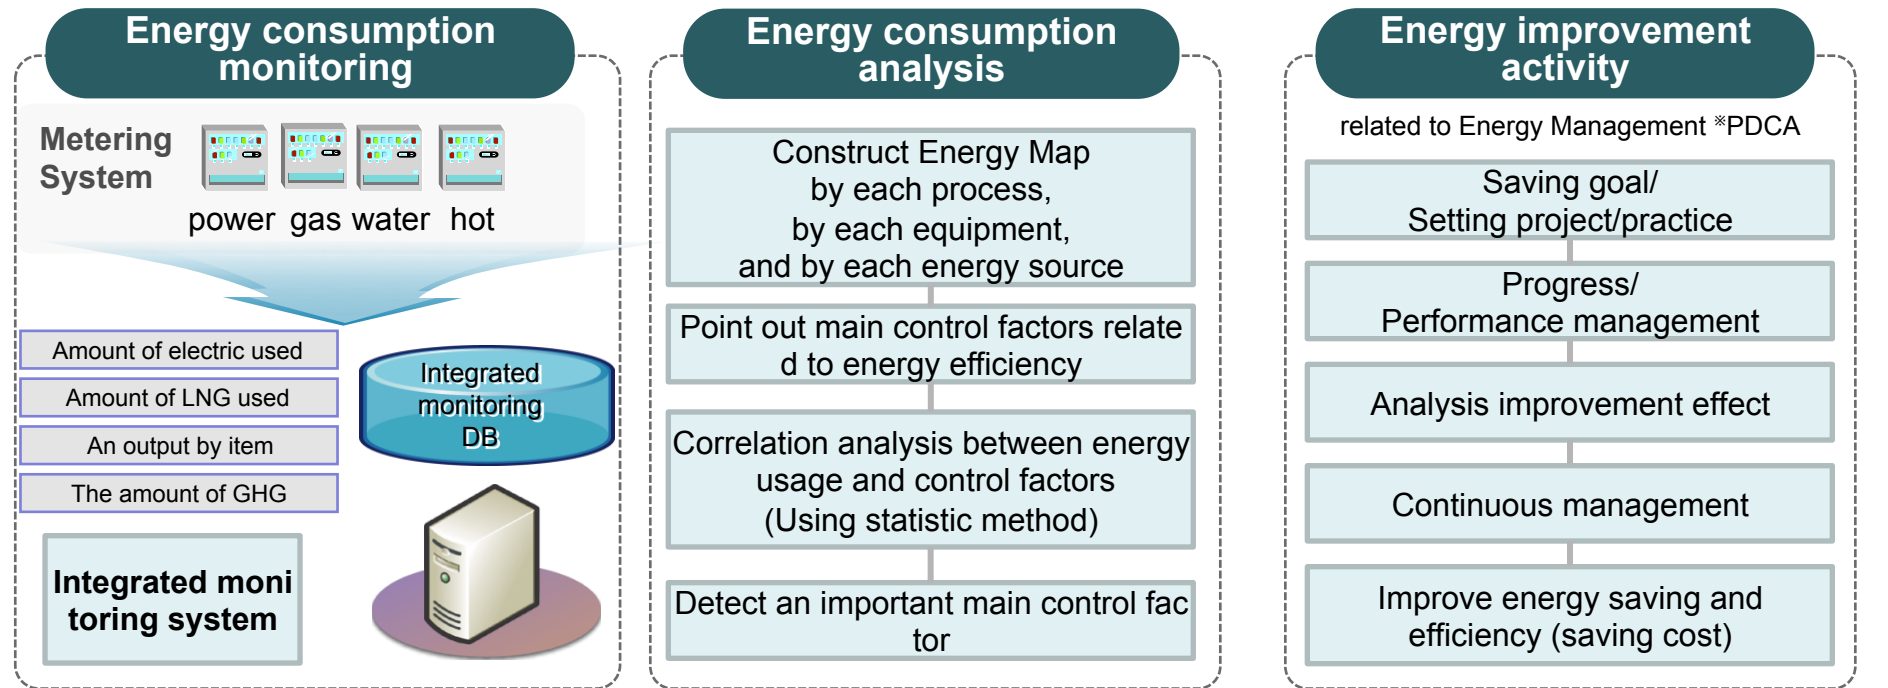 Energy consumption
monitoring
Metering
System
power gas water hot
Amount of electric used
Amount of LNG used
An output by item
The amount of GHG
Integrated
monitoring
DB
Integrated moni
toring system
Energy consumption
analysis
Construct Energy Map
by each process,
by each equipment,
and by each energy source
Point out main control factors relate
d to energy efficiency
Correlation analysis between energy
usage and control factors
(Using statistic method)
Detect an important main control fac
tor
Energy improvement
activity
related to Energy Management ※PDCA
Saving goal/
Setting project/practice
Progress/
Performance management
Analysis improvement effect
Continuous management
Improve energy saving and
efficiency (saving cost)